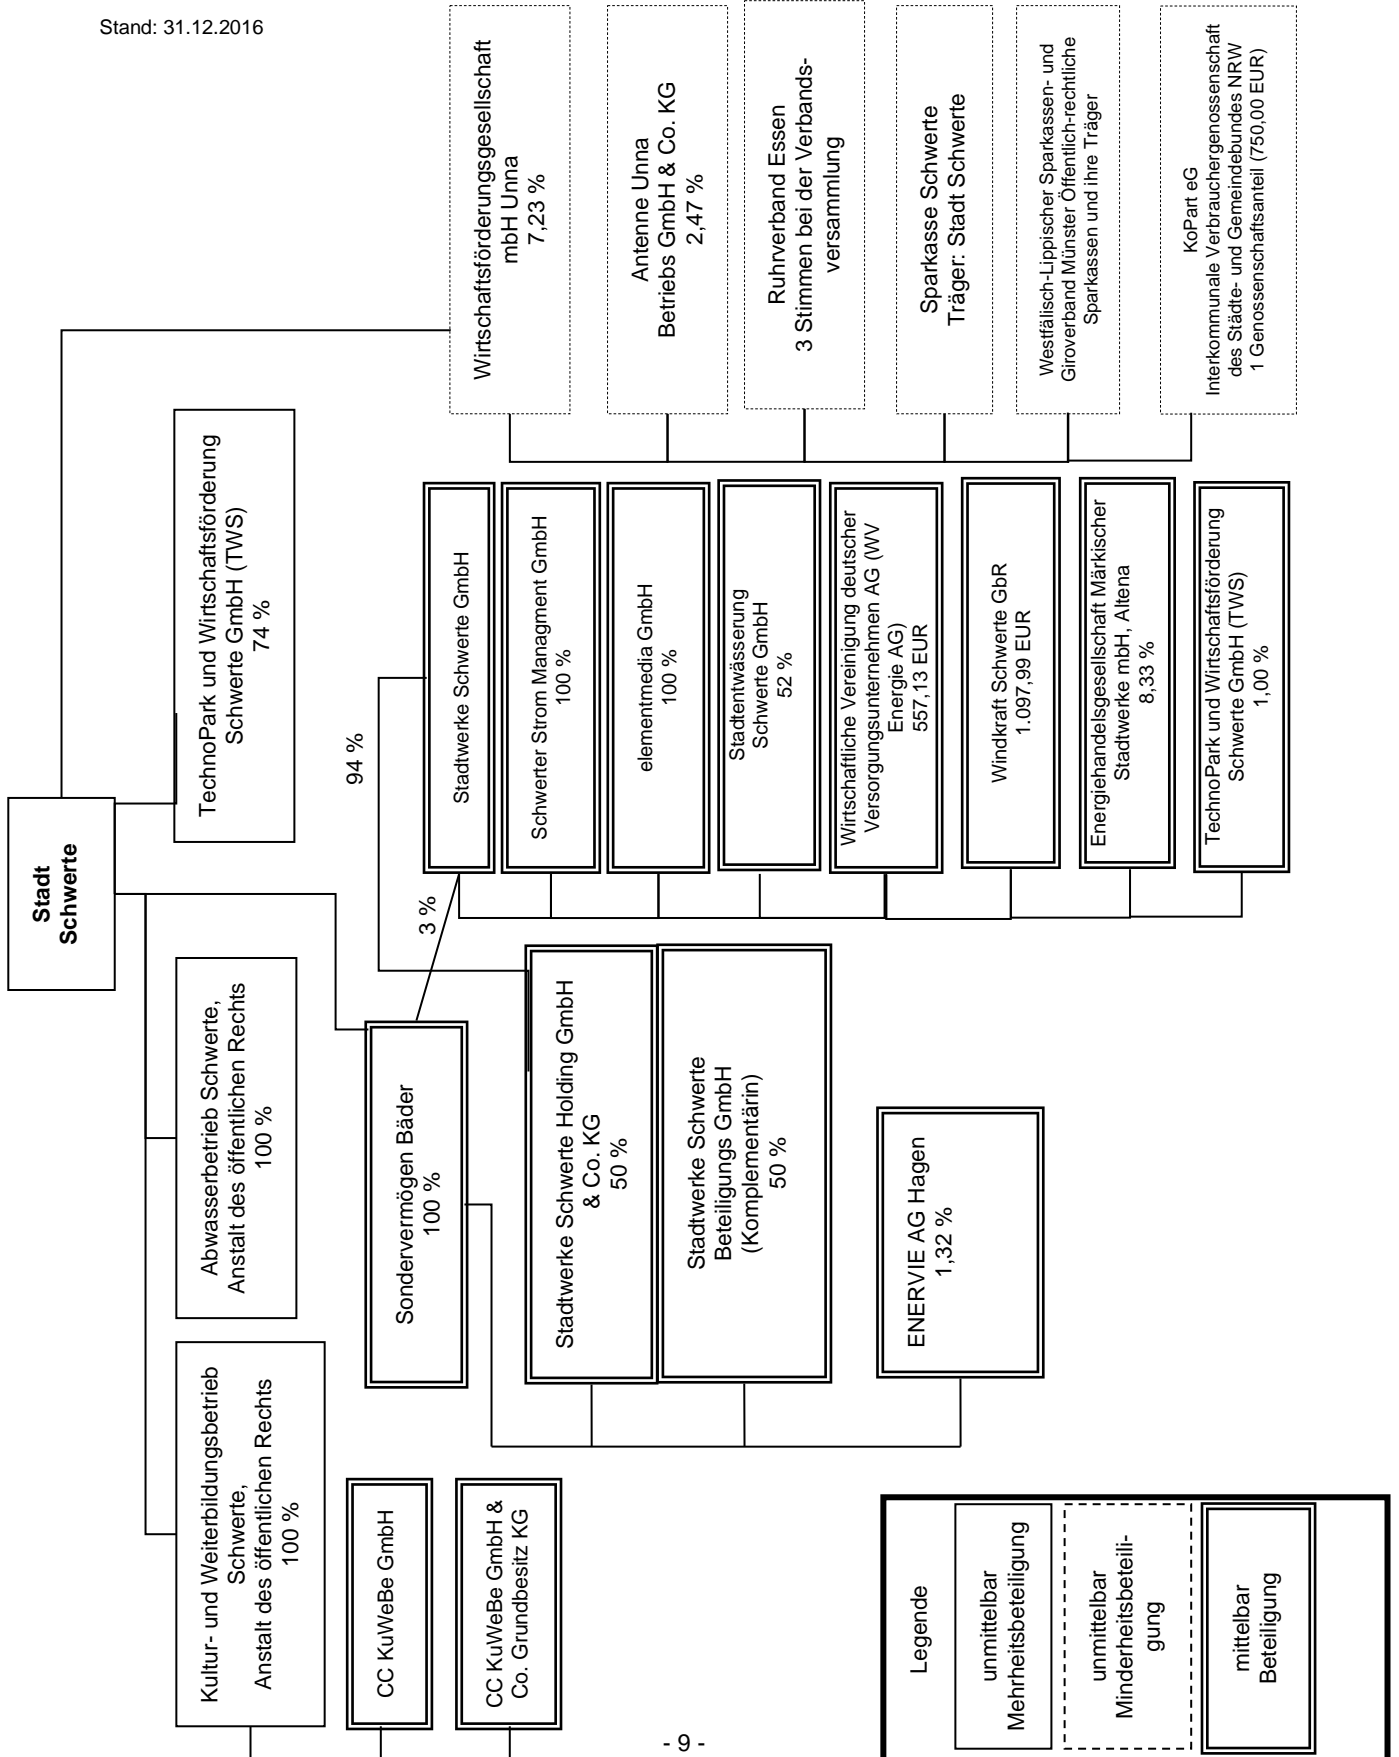 Stand: 31.12.2016
Stadt
Schwerte
Kultur- und Weiterbildungsbetrieb
Schwerte,
Anstalt des öffentlichen Rechts
100 %
Abwasserbetrieb Schwerte,
Anstalt des öffentlichen Rechts
100 %
TechnoPark und Wirtschaftsförderung
Schwerte GmbH (TWS)
74 %
CC KuWeBe GmbH
CC KuWeBe GmbH &
Co. Grundbesitz KG
Sondervermögen Bäder
100 %
3 %
94 %
Stadtwerke Schwerte Holding GmbH
& Co. KG
50 %
Stadtwerke Schwerte
Beteiligungs GmbH
(Komplementärin)
50 %
ENERVIE AG Hagen
1,32 %
Stadtwerke Schwerte GmbH
Schwerter Strom Managment GmbH
100 %
elementmedia GmbH
100 %
Stadtentwässerung
Schwerte GmbH
52 %
Wirtschaftliche Vereinigung deutscher
Versorgungsunternehmen AG (WV
Energie AG)
557,13 EUR
Windkraft Schwerte GbR
1.097,99 EUR
Energiehandelsgesellschaft Märkischer
Stadtwerke mbH, Altena
8,33 %
TechnoPark und Wirtschaftsförderung
Schwerte GmbH (TWS)
1,00 %
Wirtschaftsförderungsgesellschaft
mbH Unna
7,23 %
Antenne Unna
Betriebs GmbH & Co. KG
2,47 %
Ruhrverband Essen
3 Stimmen bei der Verbands-
versammlung
Sparkasse Schwerte
Träger: Stadt Schwerte
Westfälisch-Lippischer Sparkassen- und
Giroverband Münster Öffentlich-rechtliche
Sparkassen und ihre Träger
KoPart eG
Interkommunale Verbrauchergenossenschaft
des Städte- und Gemeindebundes NRW
1 Genossenschaftsanteil (750,00 EUR)
Legende
unmittelbar
Mehrheitsbeteiligung
unmittelbar
Minderheitsbeteili-
gung
mittelbar
Beteiligung
- 9 -